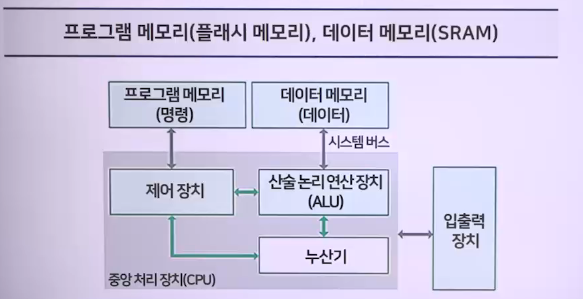 프로그램 메모리(플래시 메모리), 데이터 메모리(SRAM)
프로그램 메모리
(명령)
데이터 메모리
(데이터)
시스템 버스
제어 장치
산술 논리 연산 장치
(ALU)
입출력
장치
누산기
중앙 처리 장치(CPU)